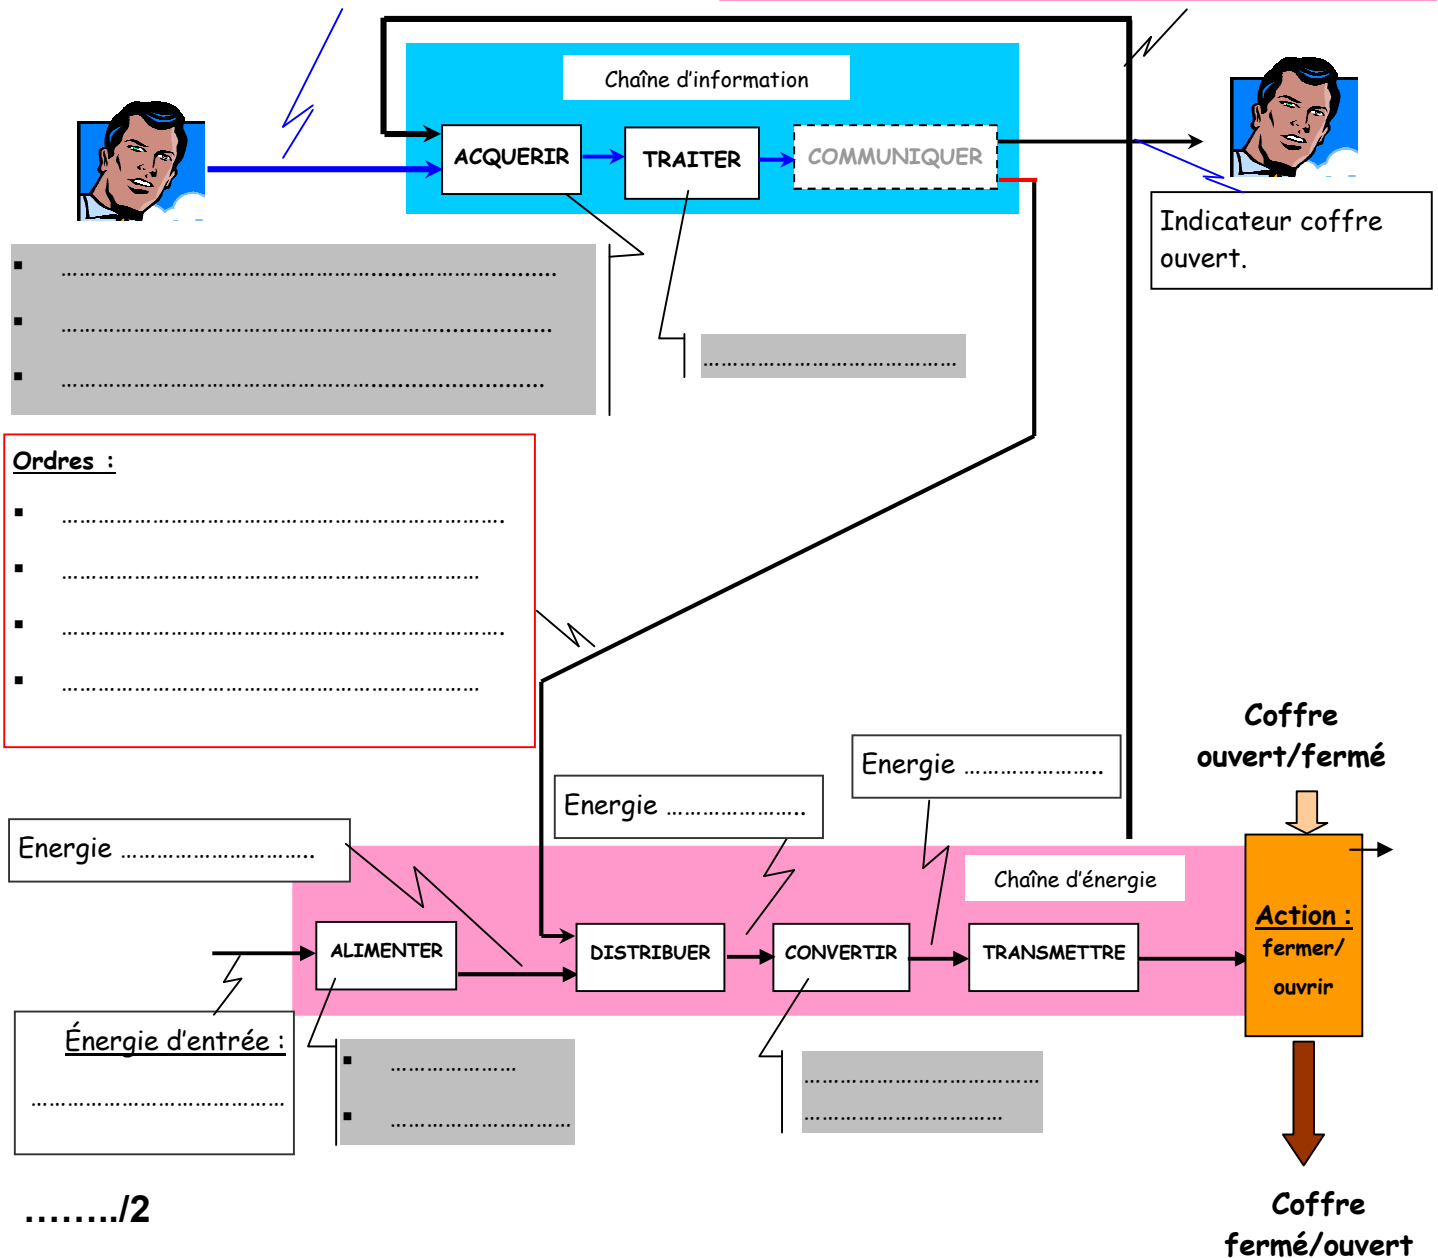 Chaîne d'information
ACQUERIR
TRAITER
COMMUNIQUER
Indicateur coffre
ouvert.
▪ ……………………………………………………………………
▪ ……………………………………………………………………
▪ ……………………………………………………………………
……………………………………
Ordres :
▪ ……………………………………………………………….
▪ ……………………………………………………………
▪ ……………………………………………………………….
▪ ……………………………………………………………
Coffre
ouvert/fermé
Energie …………………..
Energie …………………..
Energie …………………………..
Chaîne d'énergie
ALIMENTER
DISTRIBUER
CONVERTIR
TRANSMETTRE
Action :
fermer/
ouvrir
Énergie d'entrée :
……………………………………
▪ …………………
▪ …………………………
…………………………………
……………………………
……../2
Coffre
fermé/ouvert